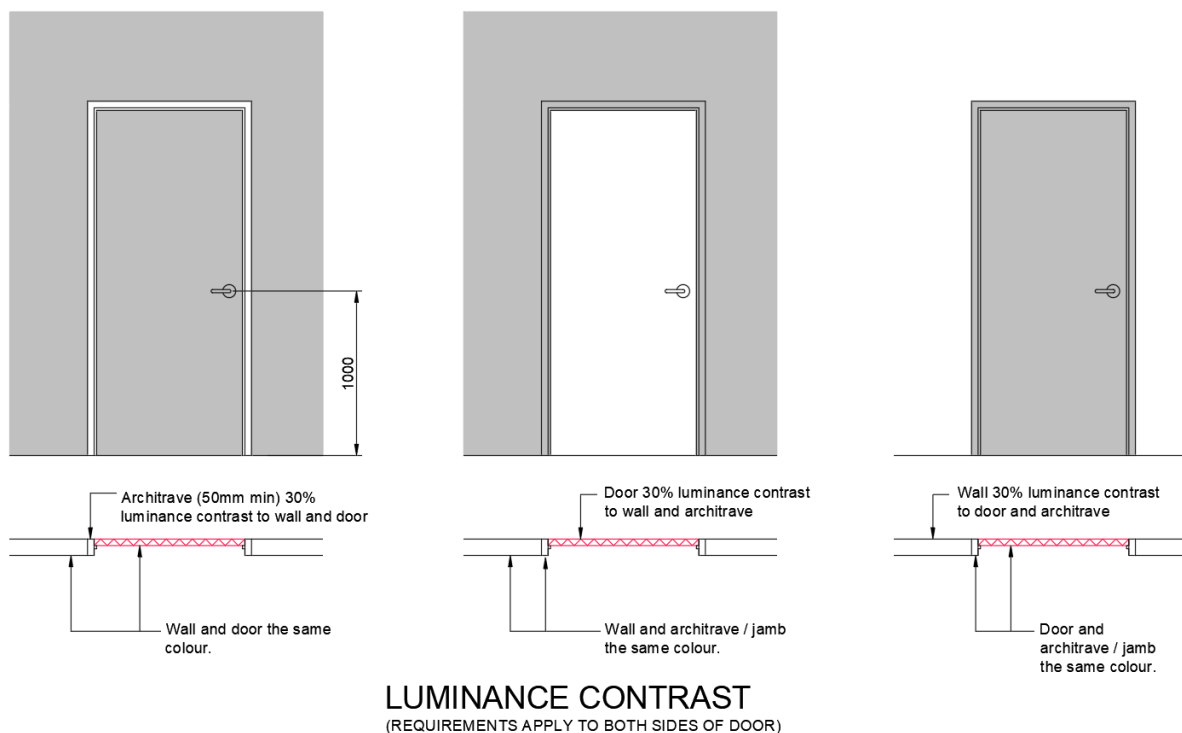 1000
Architrave (50mm min) 30%
luminance contrast to wall and door
Wall and door the same
colour.
Door 30% luminance contrast
to wall and architrave
Wall and architrave / jamb
the same colour.
Wall 30% luminance contrast
to door and architrave
Door and
architrave / jamb
the same colour.
LUMINANCE CONTRAST
(REQUIREMENTS APPLY TO BOTH SIDES OF DOOR)